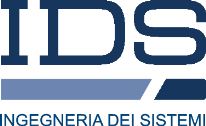 IDS
INGEGNERIA DEI SISTEMI